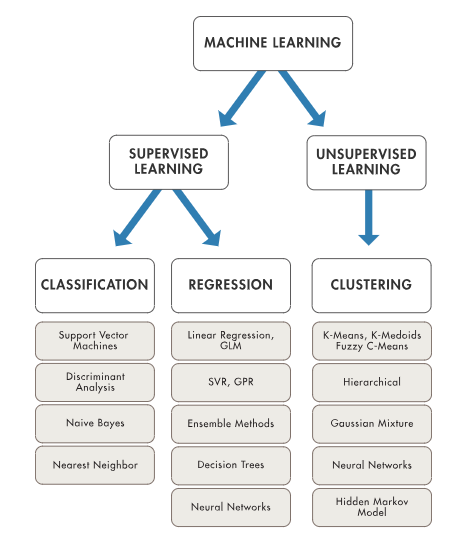 MACHINE LEARNING
SUPERVISED
LEARNING
UNSUPERVISED
LEARNING
CLASSIFICATION
Support Vector
Machines
Discriminant
Analysis
Naive Bayes
Nearest Neighbor
REGRESSION
Linear Regression,
GLM
SVR, GPR
Ensemble Methods
Decision Trees
Neural Networks
CLUSTERING
K-Means, K-Medoids
Fuzzy C-Means
Hierarchical
Gaussian Mixture
Neural Networks
Hidden Markov
Model